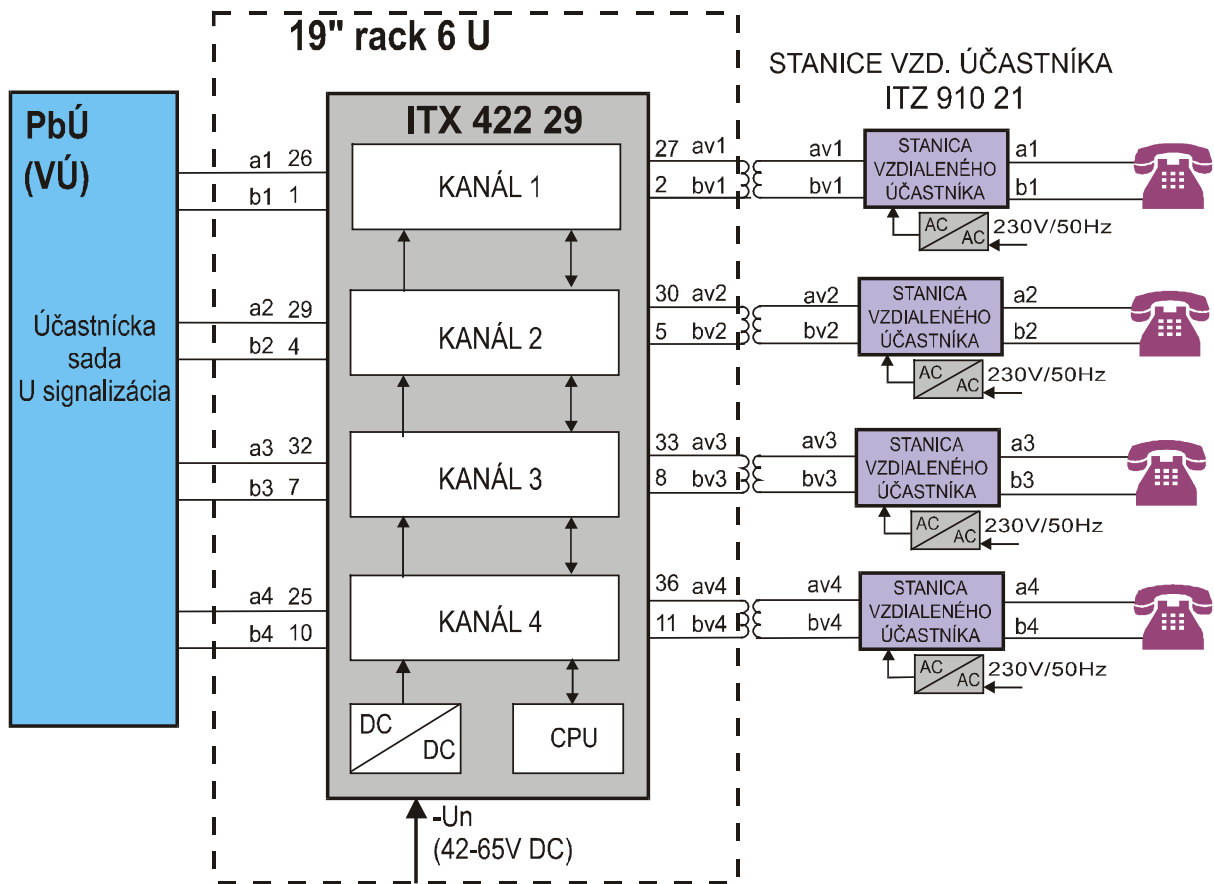 19" rack 6 U
STANICE VZD. ÚČASTNÍKA
ITZ 910 21
PbÚ
(VÚ)
Účastnícka
sada
U signalizácia
ITX 422 29
a1 26
b1 1
KANÁL 1
27 av1
2 bv1
av1
bv1
STANICA
VZDIALENÉHO
ÚČASTNÍKA
a1
b1
AC
AC
230V/50Hz
a2 29
b2 4
KANÁL 2
30 av2
5 bv2
av2
bv2
STANICA
VZDIALENÉHO
ÚČASTNÍKA
a2
b2
AC
AC
230V/50Hz
a3 32
b3 7
KANÁL 3
33 av3
8 bv3
av3
bv3
STANICA
VZDIALENÉHO
ÚČASTNÍKA
a3
b3
AC
AC
230V/50Hz
a4 25
b4 10
KANÁL 4
36 av4
11 bv4
av4
bv4
STANICA
VZDIALENÉHO
ÚČASTNÍKA
a4
b4
AC
AC
230V/50Hz
DC
DC
CPU
-Un
(42-65V DC)